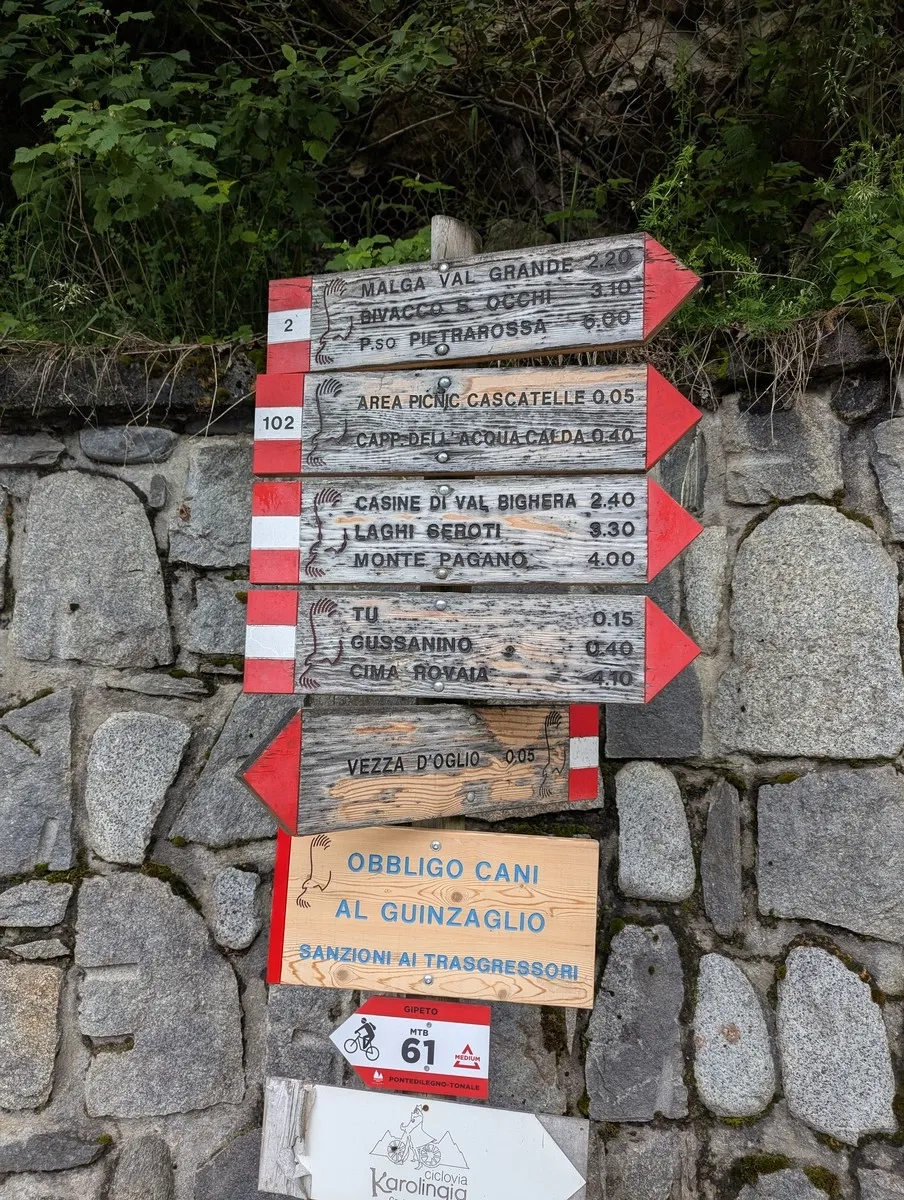 2
MALGA VAL GRANDE 2.20
BIVACCO S. OCCHI 3.10
P.SO PIETRAROSSA 6.00
102
AREA PICNIC CASCATELLE 0.05
CAPP. DELL'ACQUA CALDA 0.40
CASINE DI VAL BIGHERA 2.40
LAGHI SEROTI 3.30
MONTE PAGANO 4.00
TU 0.15
GUSSANINO 0.40
CIMA ROVAIA 4.10
VEZZA D'OGLIO 0.05
OBBLIGO CANI
AL GUINZAGLIO
SANZIONI AI TRASGRESSORI
GIPETO
MTB
61
MEDIUM
PONTEDILEGNO-TONALE
ciclovia
Karolingia